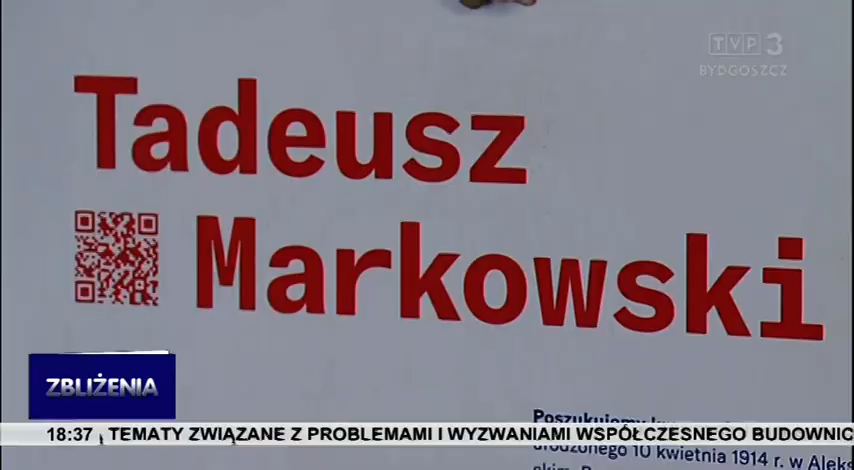 TVP 3
BYDGOSZCZ
Tadeusz
Markowski
ZBLIŻENIA
Poszukujemy
18:37 TEMATY ZWIĄZANE Z PROBLEMAMI I WYZWANIAMI WSPÓŁCZESNEGO BUDOWNIC
urodzonego 10 kwietnia 1914 r. w Aleks